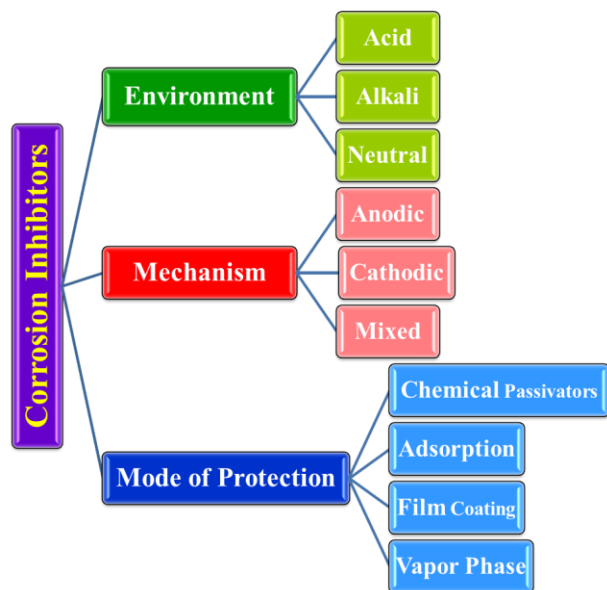 Corrosion Inhibitors
Environment
Acid
Alkali
Neutral
Mechanism
Anodic
Cathodic
Mixed
Mode of Protection
Chemical Passivators
Adsorption
Film Coating
Vapor Phase